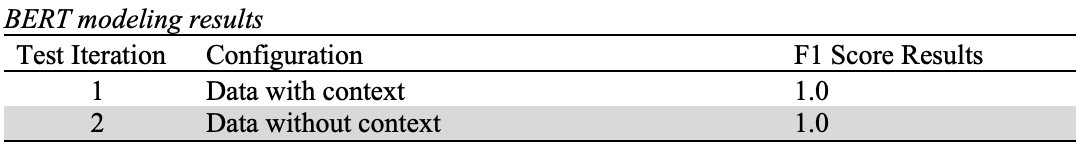 BERT modeling results
Test Iteration Configuration F1 Score Results
1 Data with context 1.0
2 Data without context 1.0